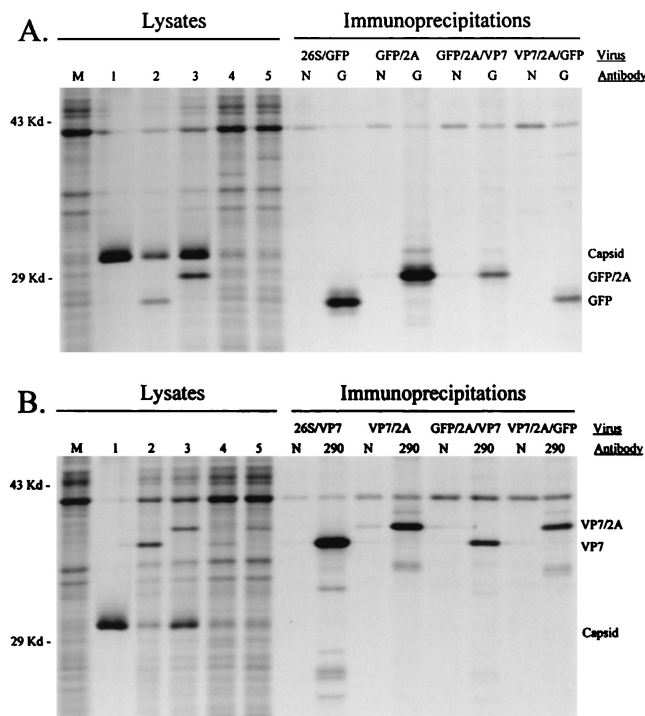 A.
Lysates
Immunoprecipitations
26S/GFP GFP/2A GFP/2A/VP7 VP7/2A/GFP Virus
M 1 2 3 4 5 N G N G N G N G Antibody
43 Kd -
Capsid
29 Kd - GFP/2A
GFP
B.
Lysates
Immunoprecipitations
26S/VP7 VP7/2A GFP/2A/VP7 VP7/2A/GFP Virus
M 1 2 3 4 5 N 290 N 290 N 290 N 290 Antibody
43 Kd -
VP7/2A
VP7
Capsid
29 Kd -